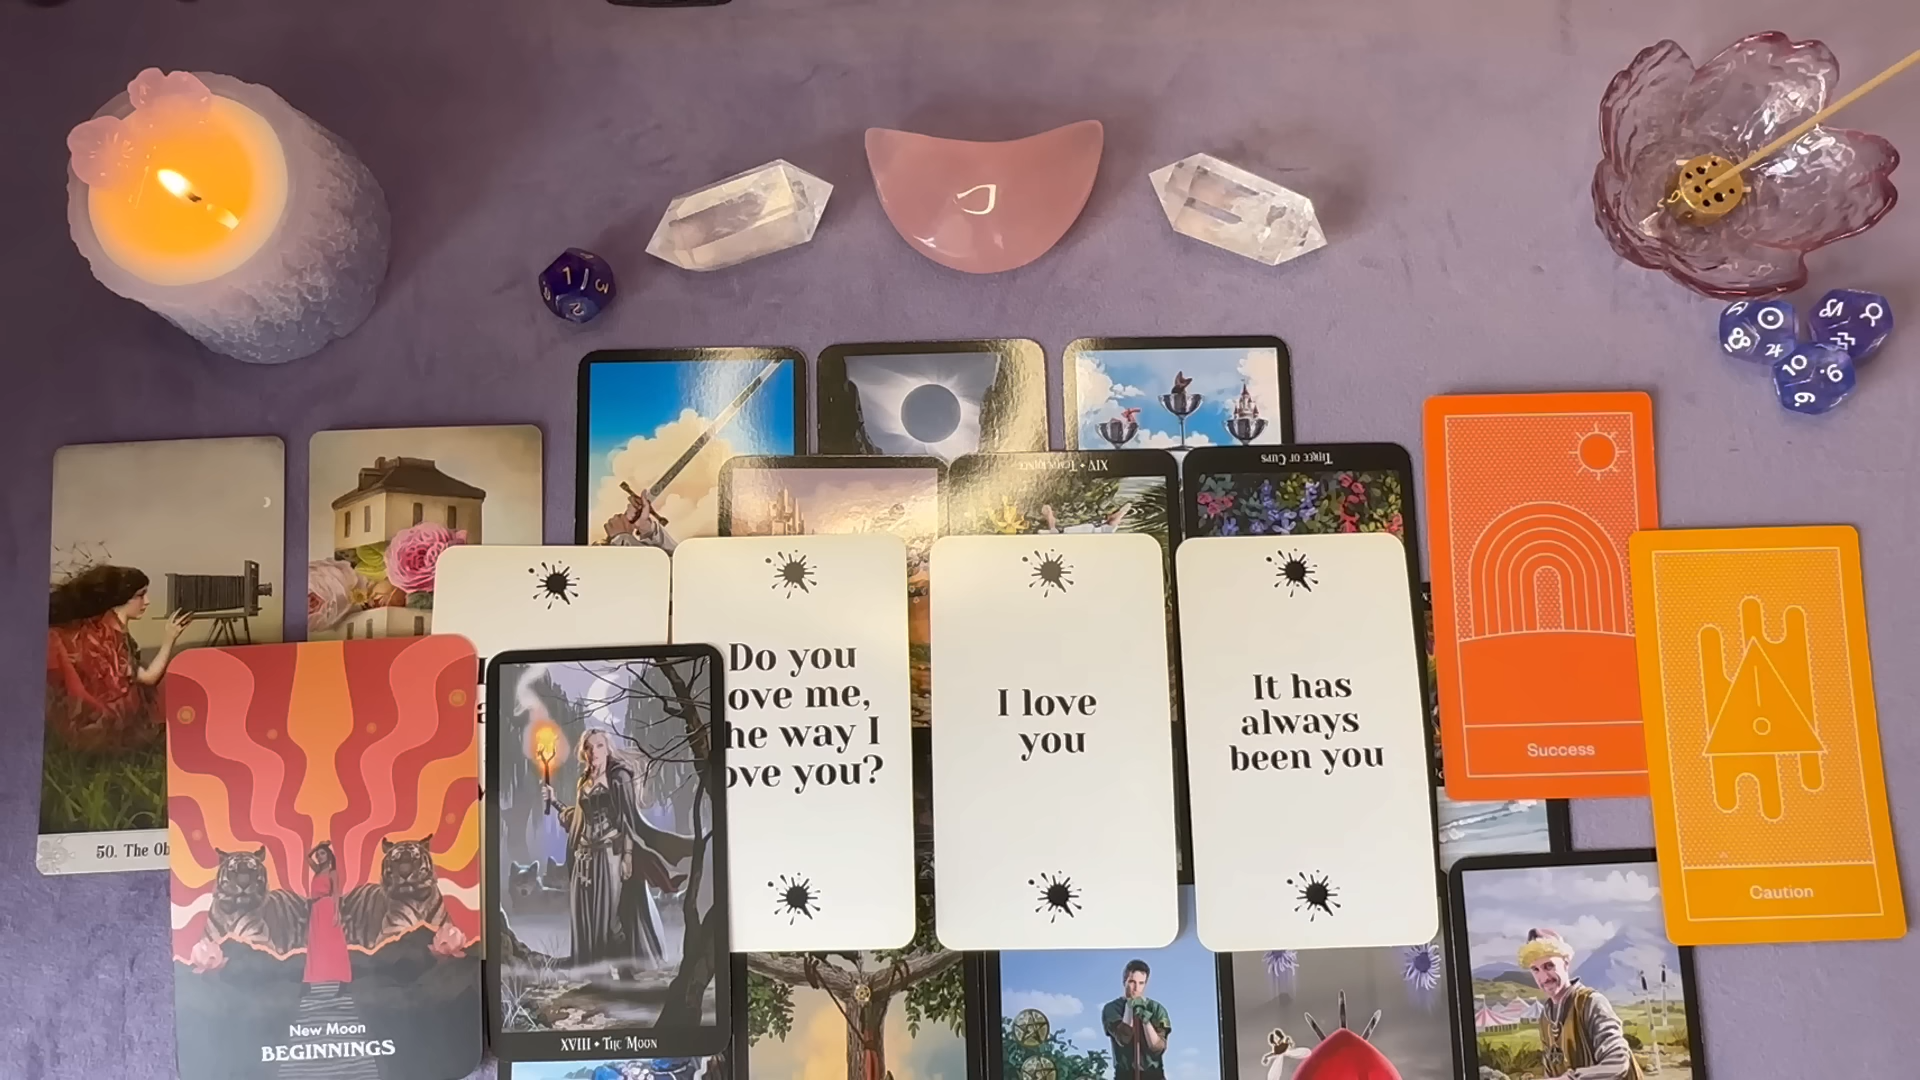 XIV • Temperance
Three of Cups
50. The Ob
Do you
ove me,
he way I
ove you?
I love
you
It has
always
been you
Success
Caution
New Moon
BEGINNINGS
XVIII • The Moon